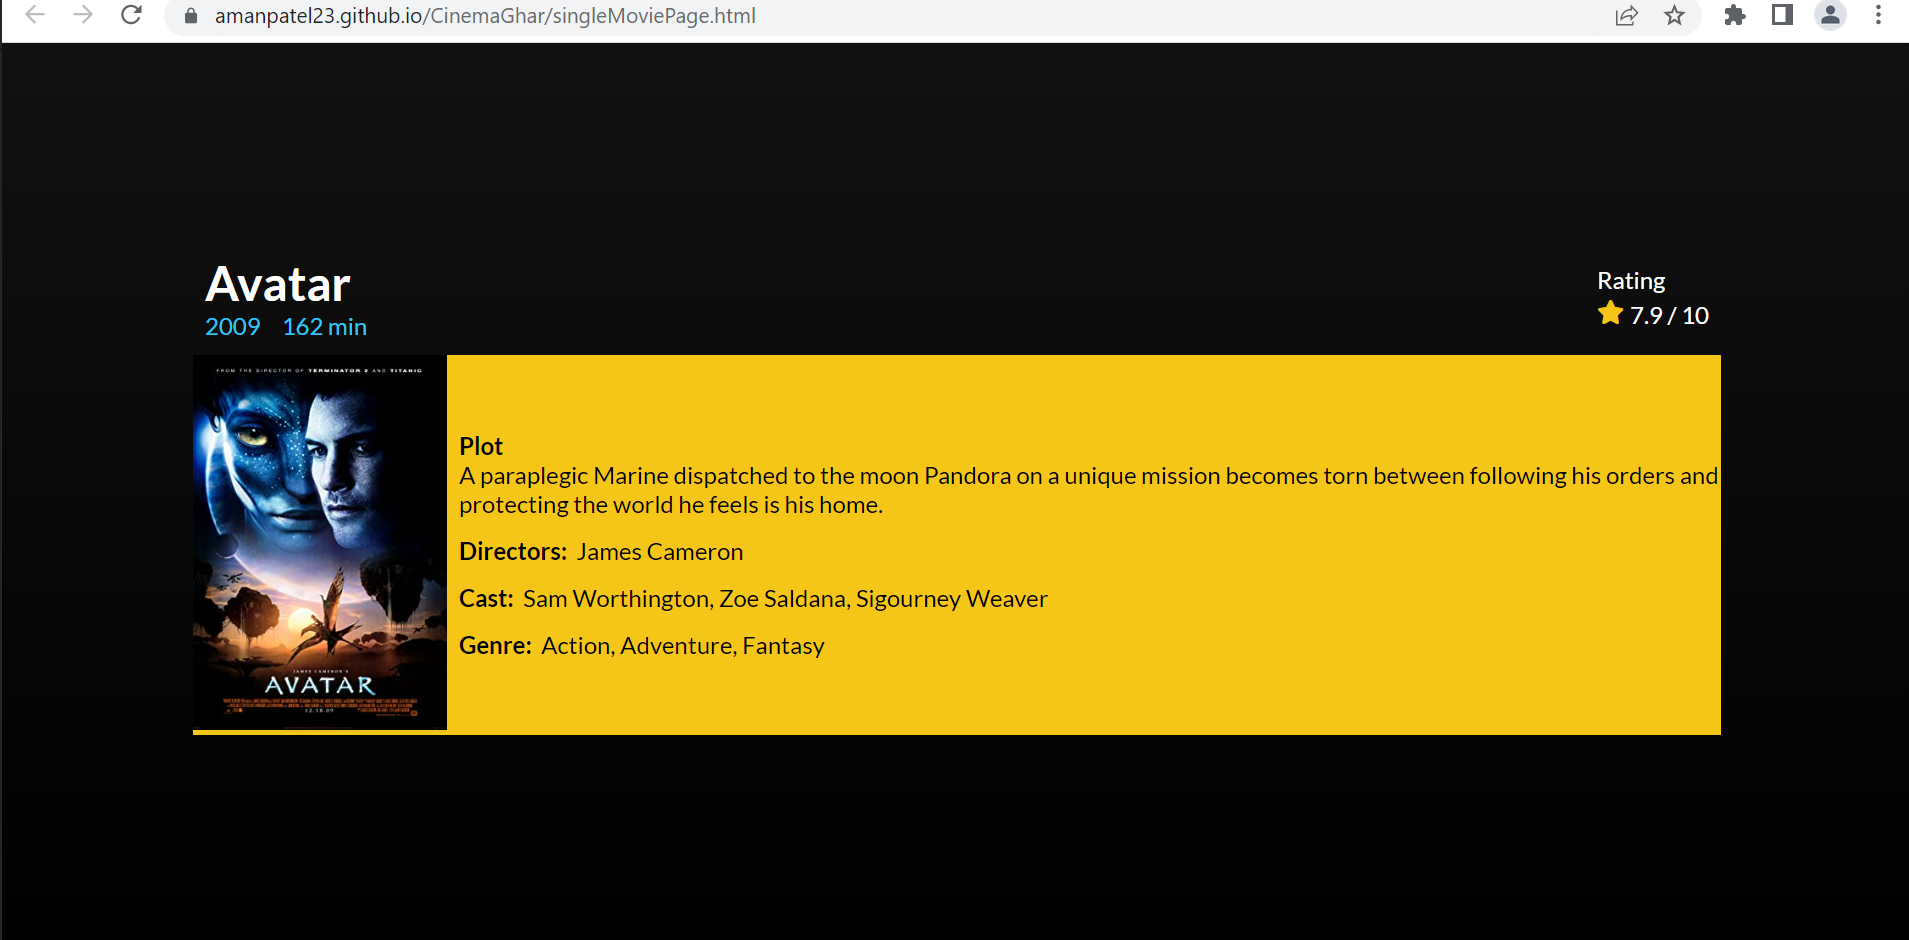 amanpatel23.github.io/CinemaGhar/singleMoviePage.html
Avatar
2009 162 min
Rating
7.9 / 10
FROM THE DIRECTOR OF TERMINATOR 2 AND TITANIC
Plot
A paraplegic Marine dispatched to the moon Pandora on a unique mission becomes torn between following his orders and
protecting the world he feels is his home.
Directors: James Cameron
Cast: Sam Worthington, Zoe Saldana, Sigourney Weaver
Genre: Action, Adventure, Fantasy
JAMES CAMERON'S
AVATAR
12.18.09